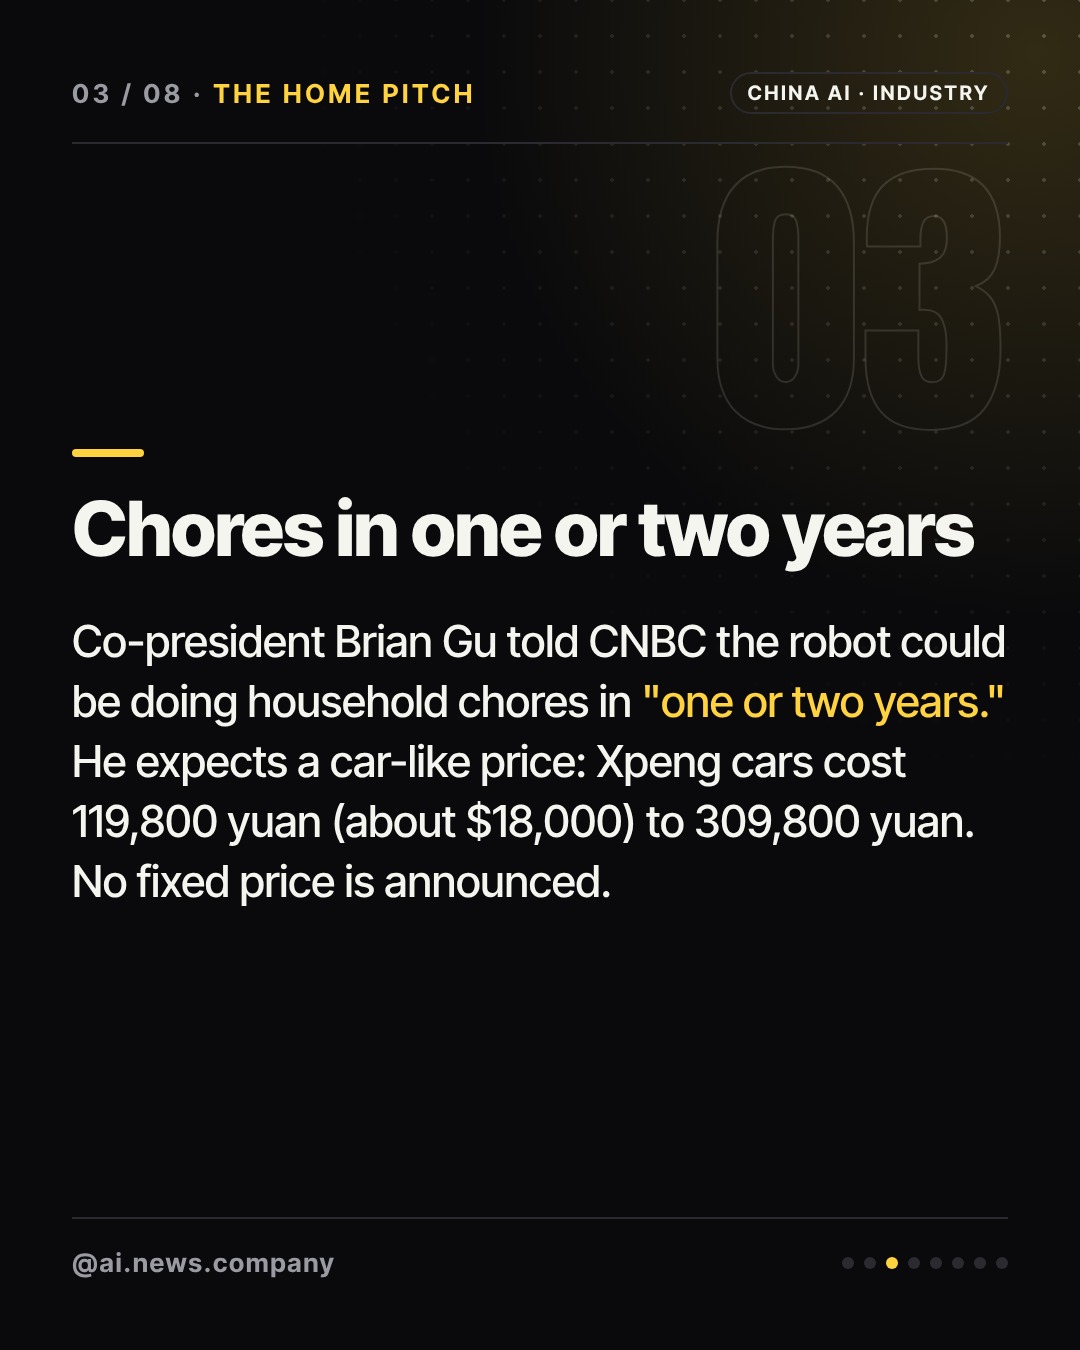 03 / 08 · THE HOME PITCH
CHINA AI · INDUSTRY
03
Chores in one or two years
Co-president Brian Gu told CNBC the robot could
be doing household chores in "one or two years."
He expects a car-like price: Xpeng cars cost
119,800 yuan (about $18,000) to 309,800 yuan.
No fixed price is announced.
@ai.news.company